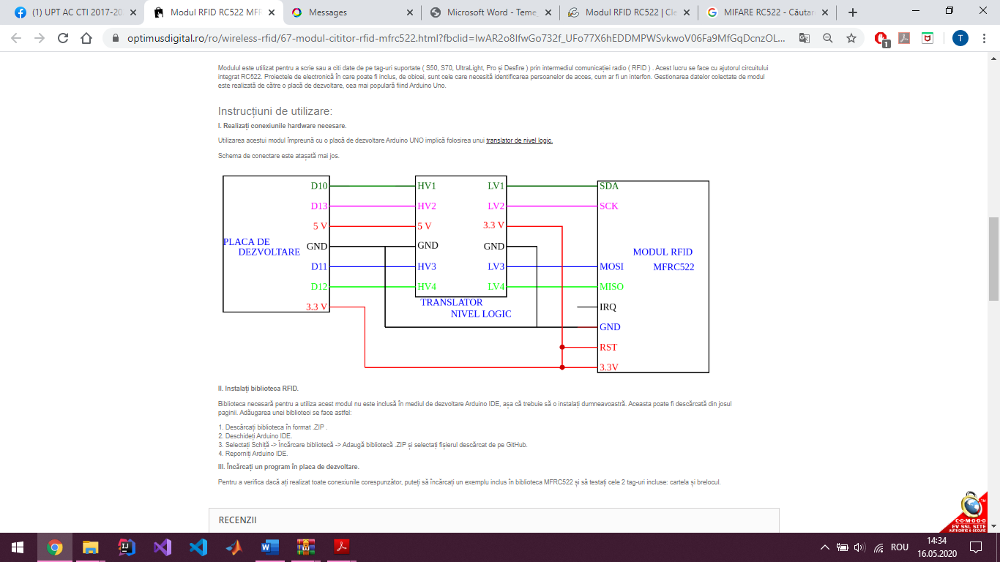 (1) UPT AC CTI 2017-20
Modul RFID RC522 MFF
Messages
Microsoft Word - Teme
Modul RFID RC522 | Cle
MIFARE RC522 - Căutar
optimusdigital.ro/ro/wireless-rfid/67-modul-cititor-rfid-mfrc522.html?fbclid=IwAR2o8IfwGo732f_UFo77X6hEDDMPWSvkwoV06Fa9MfGqDcnzOL...
1
T
Modulul este utilizat pentru a scrie sau a citi date de pe tag-uri suportate ( S50, S70, UltraLight, Pro și Desfire ) prin intermediul comunicației radio ( RFID ) . Acest lucru se face cu ajutorul circuitului
integrat RC522. Proiectele de electronică în care poate fi inclus, de obicei, sunt cele care necesită identificarea persoanelor de acces, cum ar fi un interfon. Gestionarea datelor colectate de modul
este realizată de către o placă de dezvoltare, cea mai populară fiind Arduino Uno.
Instrucțiuni de utilizare:
I. Realizați conexiunile hardware necesare.
Utilizarea acestui modul împreună cu o placă de dezvoltare Arduino UNO implică folosirea unui translator de nivel logic.
Schema de conectare este atașată mai jos.
D10 HV1 LV1 SDA
D13 HV2 LV2 SCK
5 V 5 V 3.3 V
PLACA DE
DEZVOLTARE
GND GND GND
MODUL RFID
MFRC522
D11 HV3 LV3 MOSI
D12 HV4 LV4 MISO
3.3 V
TRANSLATOR
NIVEL LOGIC
IRQ
GND
RST
3.3V
II. Instalați biblioteca RFID.
Biblioteca necesară pentru a utiliza acest modul nu este inclusă în mediul de dezvoltare Arduino IDE, așa că trebuie să o instalați dumneavoastră. Aceasta poate fi descărcată din josul
paginii. Adăugarea unei biblioteci se face astfel:
1. Descărcați biblioteca în format .ZIP .
2. Deschideți Arduino IDE.
3. Selectați Schiță -> Încărcare bibliotecă -> Adaugă bibliotecă .ZIP și selectați fișierul descărcat de pe GitHub.
4. Reporniți Arduino IDE.
III. Încărcați un program în placa de dezvoltare.
Pentru a verifica dacă ați realizat toate conexiunile corespunzător, puteți să încărcați un exemplu inclus în biblioteca MFRC522 și să testați cele 2 tag-uri incluse: cartela și brelocul.
RECENZII
TM
COMODO
EV SSL SITE
AUTHENTIC & SECURE
ROU
14:34
16.05.2020